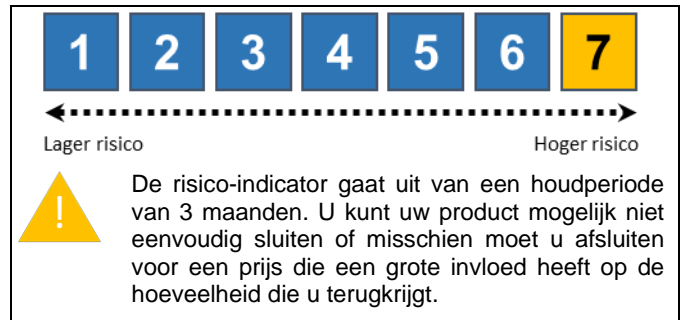 1 2 3 4 5 6 7
Lager risico Hoger risico
! De risico-indicator gaat uit van een houdperiode
van 3 maanden. U kunt uw product mogelijk niet
eenvoudig sluiten of misschien moet u afsluiten
voor een prijs die een grote invloed heeft op de
hoeveelheid die u terugkrijgt.